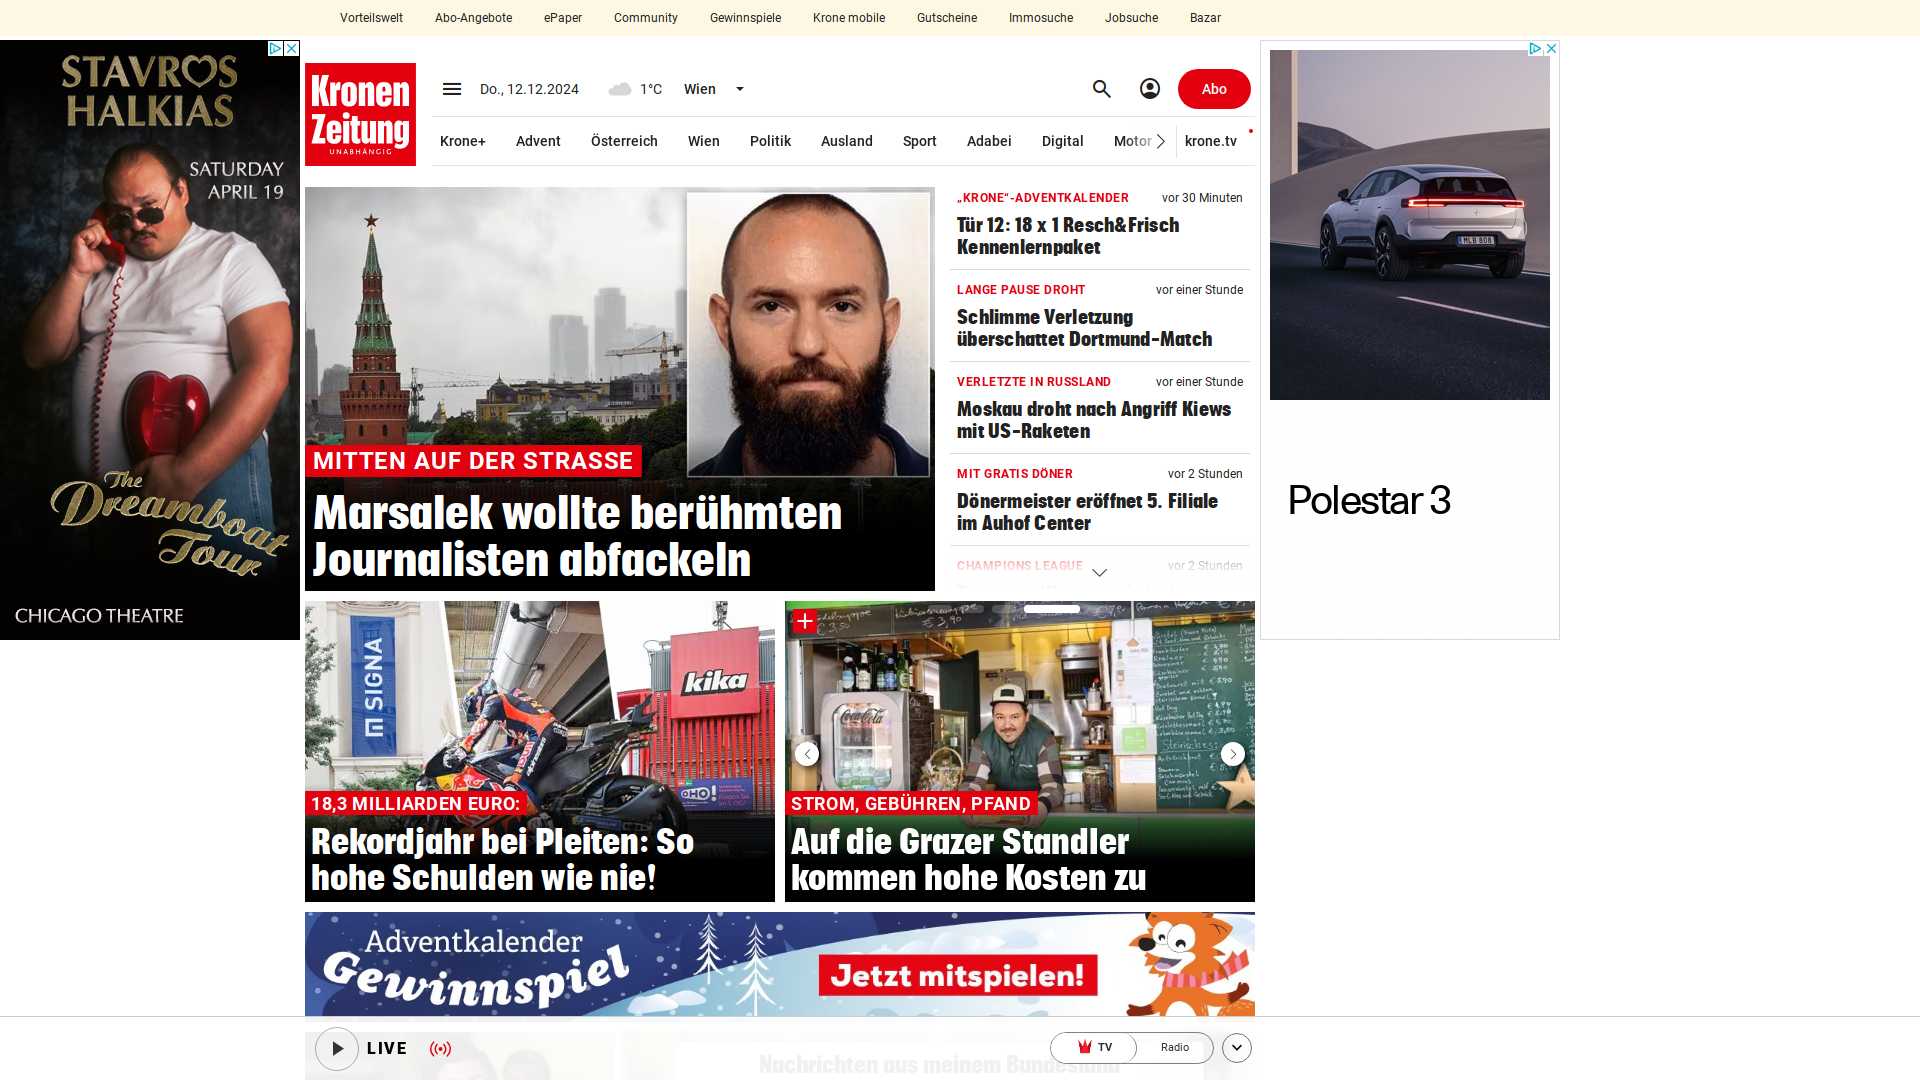 Vorteilswelt Abo-Angebote ePaper Community Gewinnspiele Krone mobile Gutscheine Immosuche Jobsuche Bazar
STAVROS
HALKIAS
SATURDAY
APRIL 19
The
Dreamboat
Tour
CHICAGO THEATRE
Kronen
Zeitung
UNABHÄNGIG
Do., 12.12.2024 1°C Wien
Abo
Krone+ Advent Österreich Wien Politik Ausland Sport Adabei Digital Motor krone.tv
MITTEN AUF DER STRASSE
Marsalek wollte berühmten
Journalisten abfackeln
„KRONE“-ADVENTKALENDER vor 30 Minuten
Tür 12: 18 x 1 Resch&Frisch
Kennenlernpaket
LANGE PAUSE DROHT vor einer Stunde
Schlimme Verletzung
überschattet Dortmund-Match
VERLETZTE IN RUSSLAND vor einer Stunde
Moskau droht nach Angriff Kiews
mit US-Raketen
MIT GRATIS DÖNER vor 2 Stunden
Dönermeister eröffnet 5. Filiale
im Auhof Center
CHAMPIONS LEAGUE vor 2 Stunden
Polestar 3
SIGNA
kika
OHO!
18,3 MILLIARDEN EURO:
Rekordjahr bei Pleiten: So
hohe Schulden wie nie!
Coca-Cola
STROM, GEBÜHREN, PFAND
Auf die Grazer Standler
kommen hohe Kosten zu
Adventkalender
Gewinnspiel
Jetzt mitspielen!
LIVE
TV Radio
Nachrichten aus meinem Bundesland